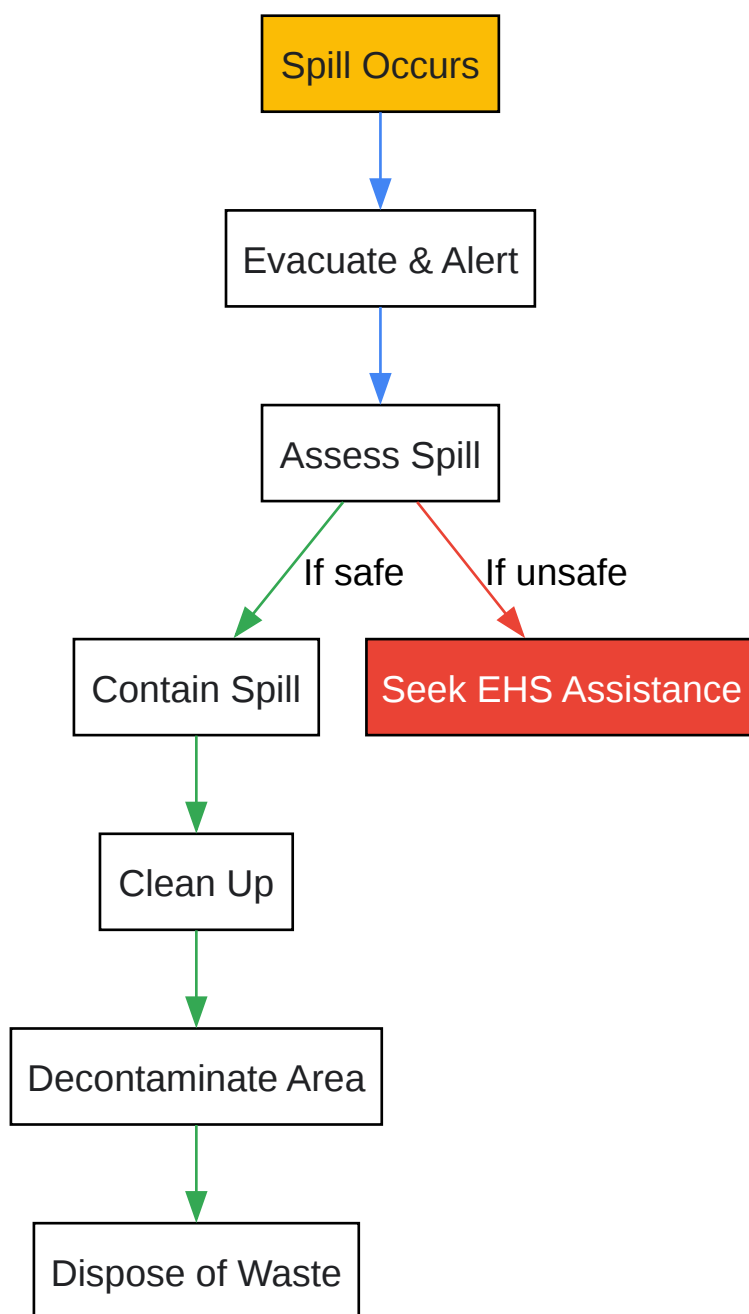 Spill Occurs
Evacuate & Alert
Assess Spill
If safe
If unsafe
Contain Spill
Seek EHS Assistance
Clean Up
Decontaminate Area
Dispose of Waste